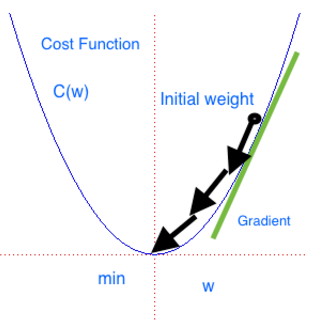 Cost Function
C(w)
Initial weight
Gradient
min
w